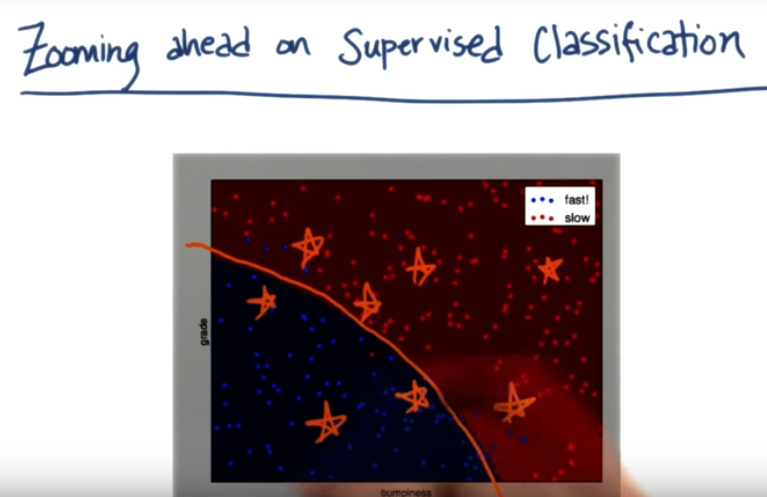 Zooming ahead on Supervised Classification
fast!
slow
grade
bumpiness